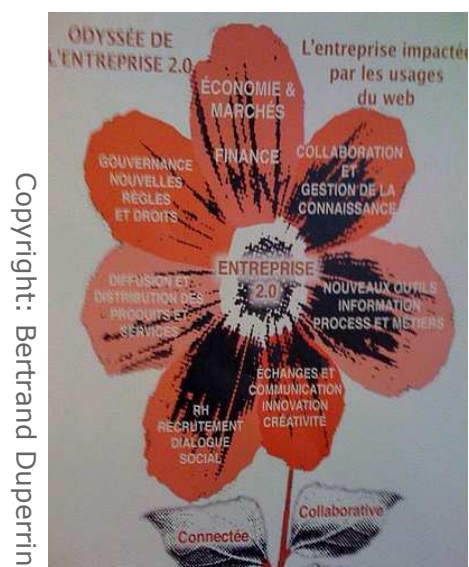 ODYSSÉE DE
L'ENTREPRISE 2.0
L'entreprise impactée
par les usages
du web
ÉCONOMIE &
MARCHÉS
FINANCE
COLLABORATION
ET
GESTION DE LA
CONNAISSANCE
GOUVERNANCE
NOUVELLES
RÈGLES
ET DROITS
ENTREPRISE
2.0
NOUVEAUX OUTILS
INFORMATION
PROCESS ET MÉTIERS
DIFFUSION ET
DISTRIBUTION DES
PRODUITS ET
SERVICES
ÉCHANGES ET
COMMUNICATION
INNOVATION
CRÉATIVITÉ
RH
RECRUTEMENT
DIALOGUE
SOCIAL
Connectée
Collaborative
Copyright: Bertrand Duperrin